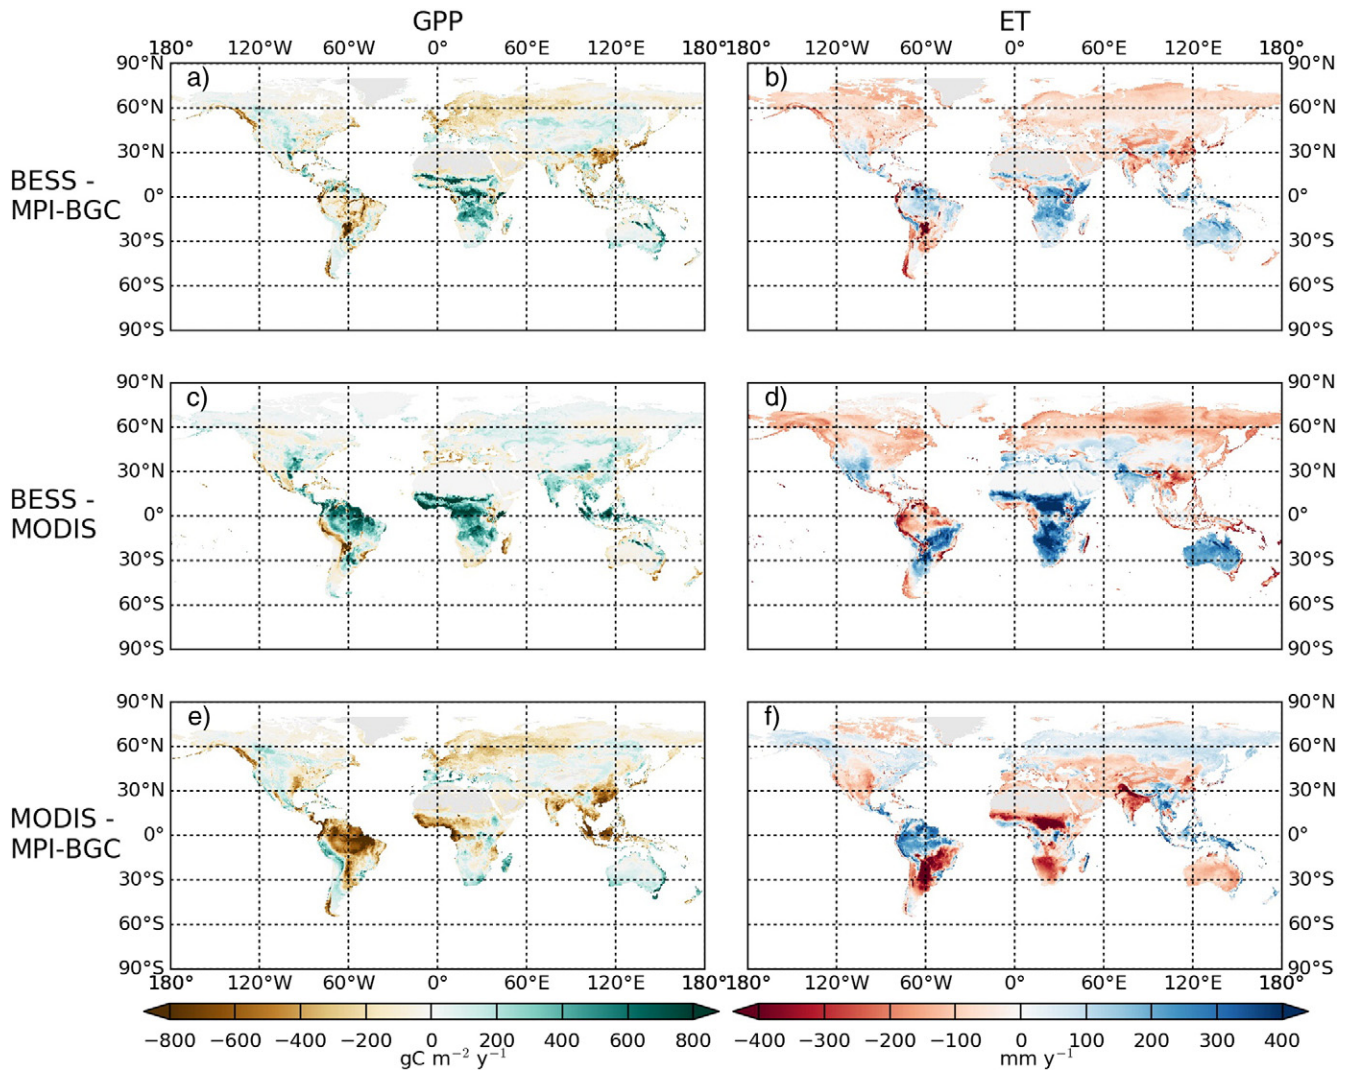 GPP ET
180° 120°W 60°W 0° 60°E 120°E 180° 180° 120°W 60°W 0° 60°E 120°E 180°
90°N a) b) 90°N
60°N 60°N
30°N 30°N
BESS -
MPI-BGC
0° 0°
30°S 30°S
60°S 60°S
90°S 90°S
90°N c) d) 90°N
60°N 60°N
30°N 30°N
BESS -
MODIS
0° 0°
30°S 30°S
60°S 60°S
90°S 90°S
90°N e) f) 90°N
60°N 60°N
30°N 30°N
MODIS -
MPI-BGC
0° 0°
30°S 30°S
60°S 60°S
90°S 90°S
180° 120°W 60°W 0° 60°E 120°E 180° 180° 120°W 60°W 0° 60°E 120°E 180°
−800 −600 −400 −200 0 200 400 600 800 −400 −300 −200 −100 0 100 200 300 400
gC m⁻² y⁻¹ mm y⁻¹